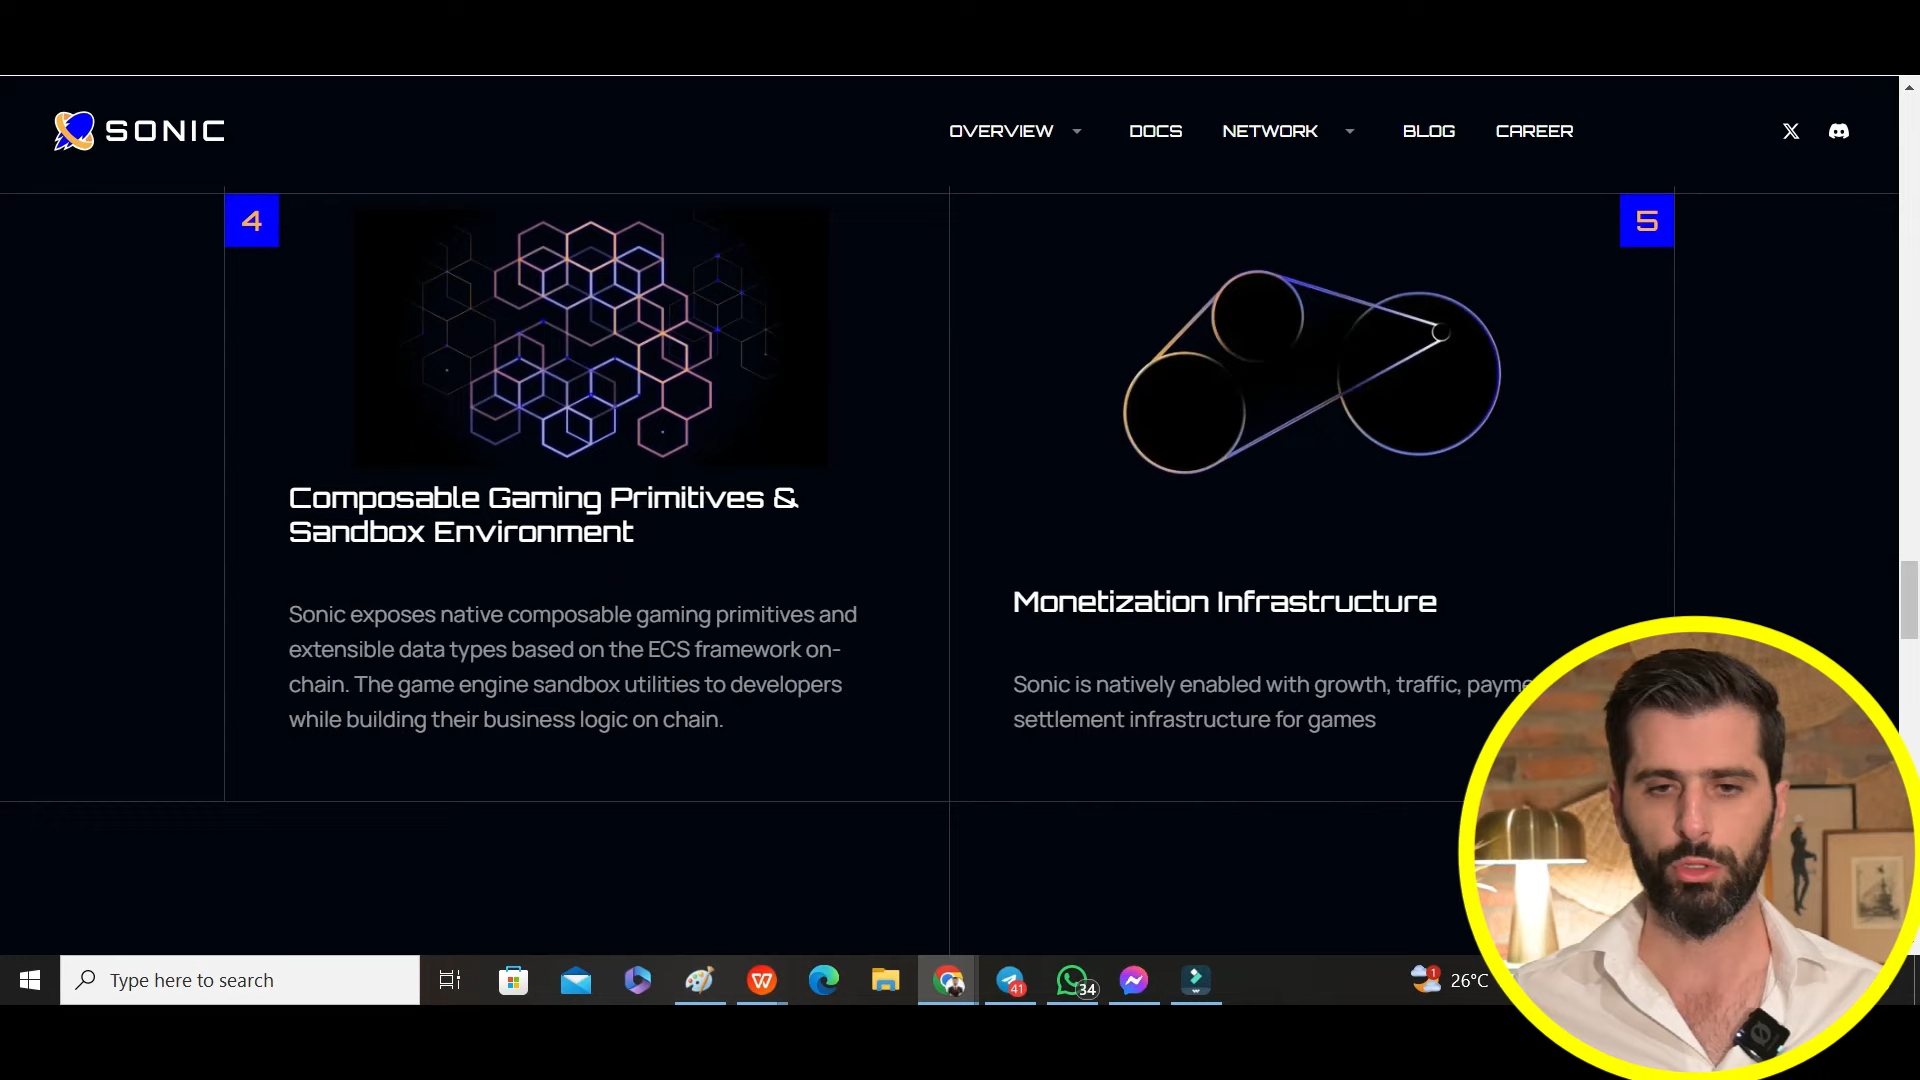 SONIC
OVERVIEW
DOCS
NETWORK
BLOG
CAREER
4
5
Composable Gaming Primitives &
Sandbox Environment
Sonic exposes native composable gaming primitives and
extensible data types based on the ECS framework on-
chain. The game engine sandbox utilities to developers
while building their business logic on chain.
Monetization Infrastructure
Sonic is natively enabled with growth, traffic, payme
settlement infrastructure for games
Type here to search
41
34
1
26°C